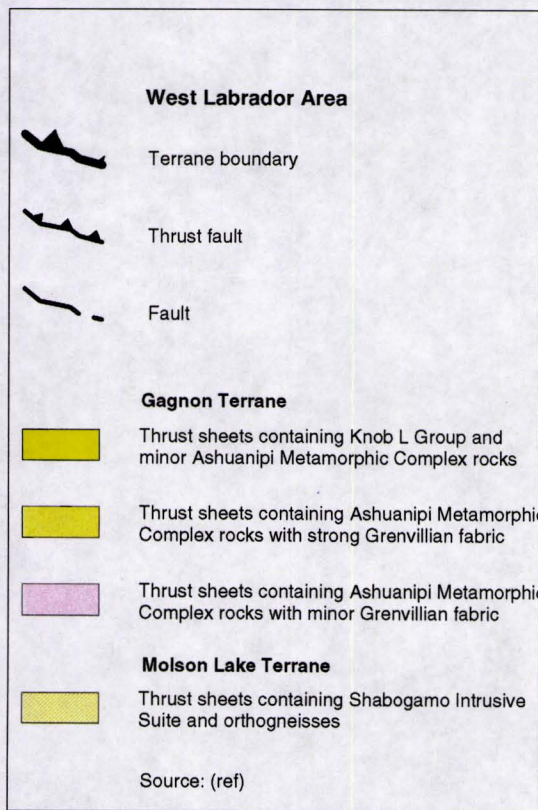 West Labrador Area
Terrane boundary
Thrust fault
Fault
Gagnon Terrane
Thrust sheets containing Knob L Group and
minor Ashuanipi Metamorphic Complex rocks
Thrust sheets containing Ashuanipi Metamorphic
Complex rocks with strong Grenvillian fabric
Thrust sheets containing Ashuanipi Metamorphic
Complex rocks with minor Grenvillian fabric
Molson Lake Terrane
Thrust sheets containing Shabogamo Intrusive
Suite and orthogneisses
Source: (ref)